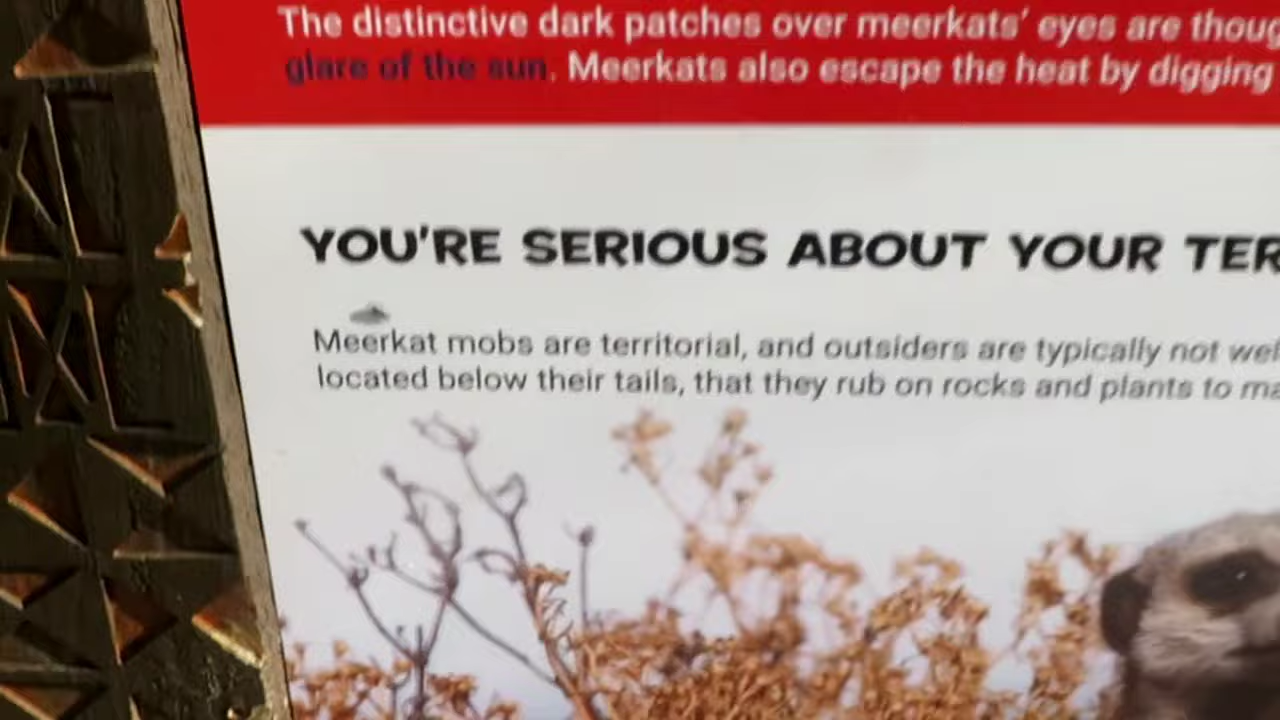 The distinctive dark patches over meerkats' eyes are
glare of the sun. Meerkats also escape the heat by digging
YOU'RE SERIOUS ABOUT YOUR
Meerkat mobs are territorial, and outsiders are typically not
located below their tails, that they rub on rocks and plants to